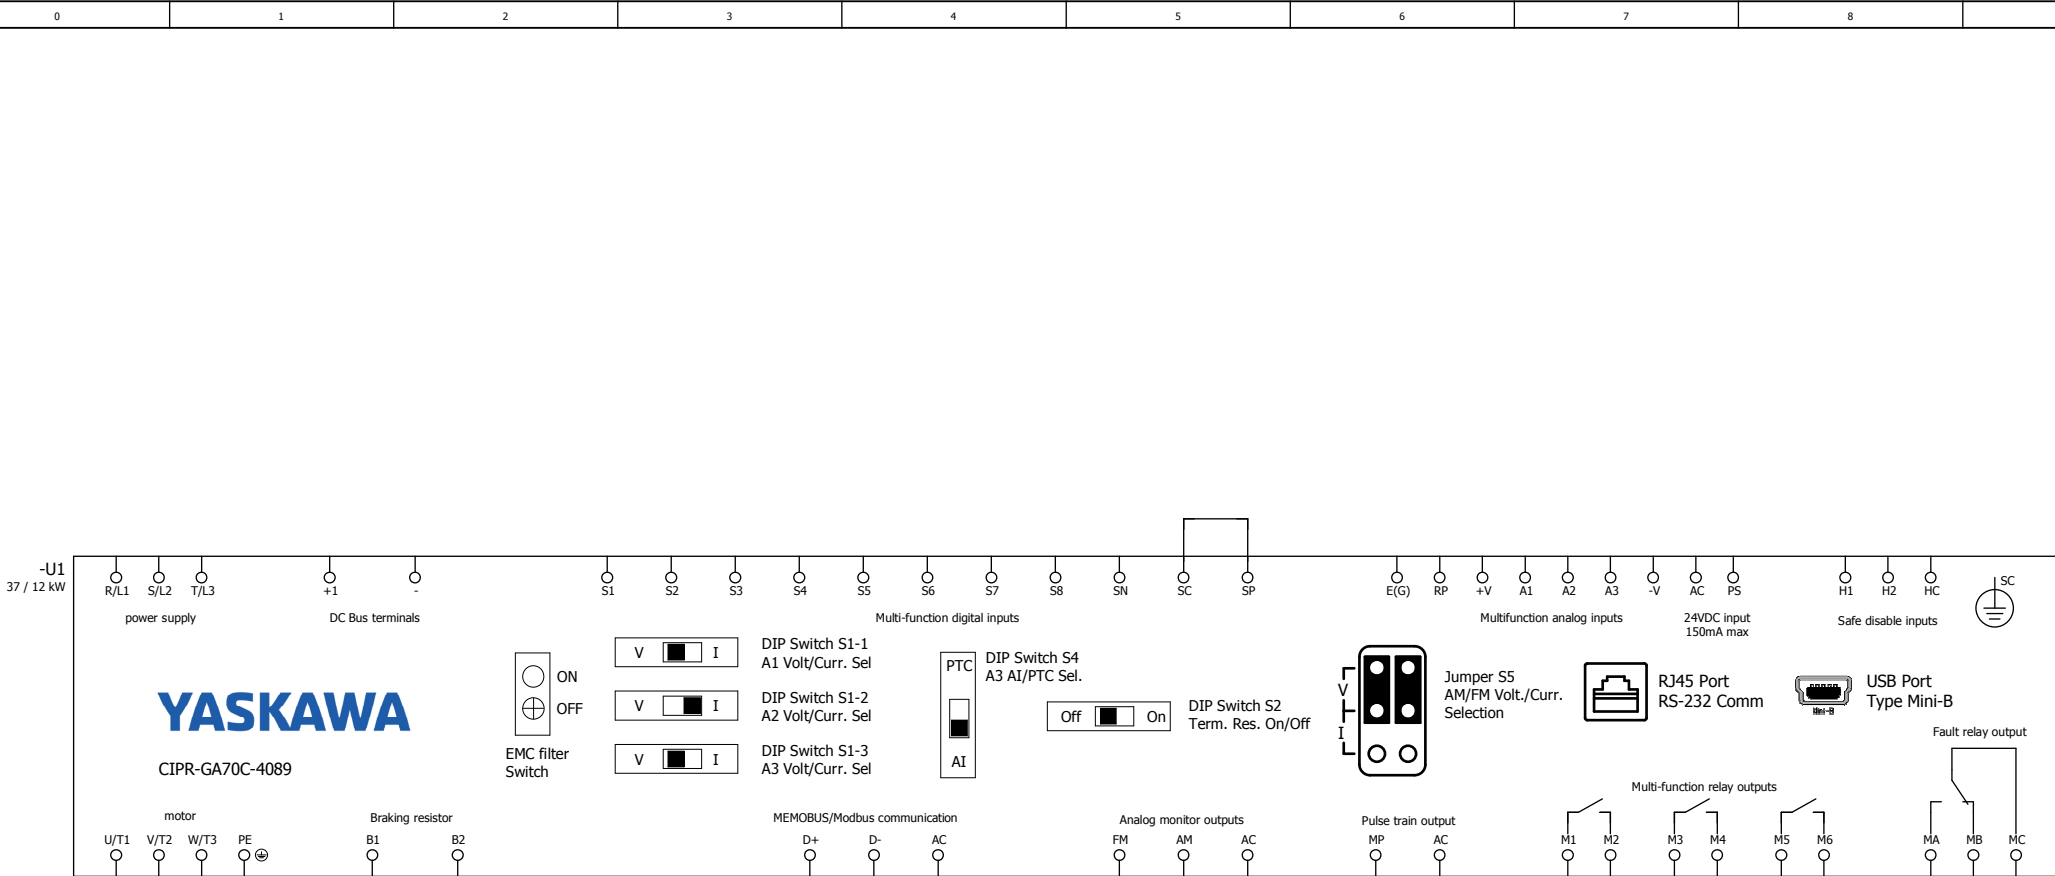 0 1 2 3 4 5 6 7 8
-U1
37 / 12 kW
R/L1 S/L2 T/L3 +1 - S1 S2 S3 S4 S5 S6 S7 S8 SN SC SP E(G) RP +V A1 A2 A3 -V AC PS H1 H2 HC SC
power supply DC Bus terminals Multi-function digital inputs Multifunction analog inputs 24VDC input
150mA max Safe disable inputs
ON
OFF
EMC filter
Switch
V I DIP Switch S1-1
A1 Volt/Curr. Sel
V I DIP Switch S1-2
A2 Volt/Curr. Sel
V I DIP Switch S1-3
A3 Volt/Curr. Sel
PTC
AI
DIP Switch S4
A3 AI/PTC Sel.
Off On DIP Switch S2
Term. Res. On/Off
V
I
Jumper S5
AM/FM Volt./Curr.
Selection
RJ45 Port
RS-232 Comm
Mini-B
USB Port
Type Mini-B
YASKAWA
CIPR-GA70C-4089
Fault relay output
Multi-function relay outputs
motor Braking resistor MEMOBUS/Modbus communication Analog monitor outputs Pulse train output
U/T1 V/T2 W/T3 PE B1 B2 D+ D- AC FM AM AC MP AC M1 M2 M3 M4 M5 M6 MA MB MC